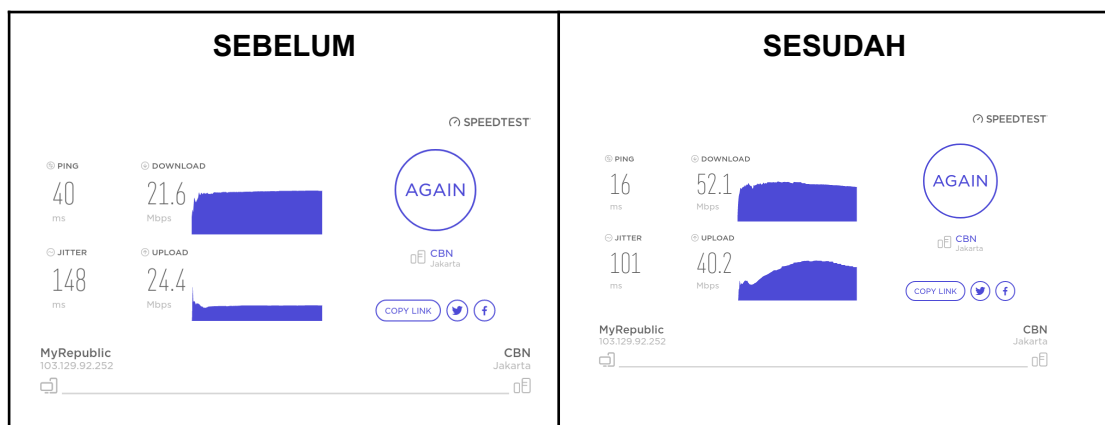 SEBELUM
SPEEDTEST
PING
40
ms
DOWNLOAD
21.6
Mbps
AGAIN
JITTER
148
ms
UPLOAD
24.4
Mbps
CBN
Jakarta
COPY LINK
MyRepublic
103.129.92.252
CBN
Jakarta
SESUDAH
SPEEDTEST
PING
16
ms
DOWNLOAD
52.1
Mbps
AGAIN
JITTER
101
ms
UPLOAD
40.2
Mbps
CBN
Jakarta
COPY LINK
MyRepublic
103.129.92.252
CBN
Jakarta